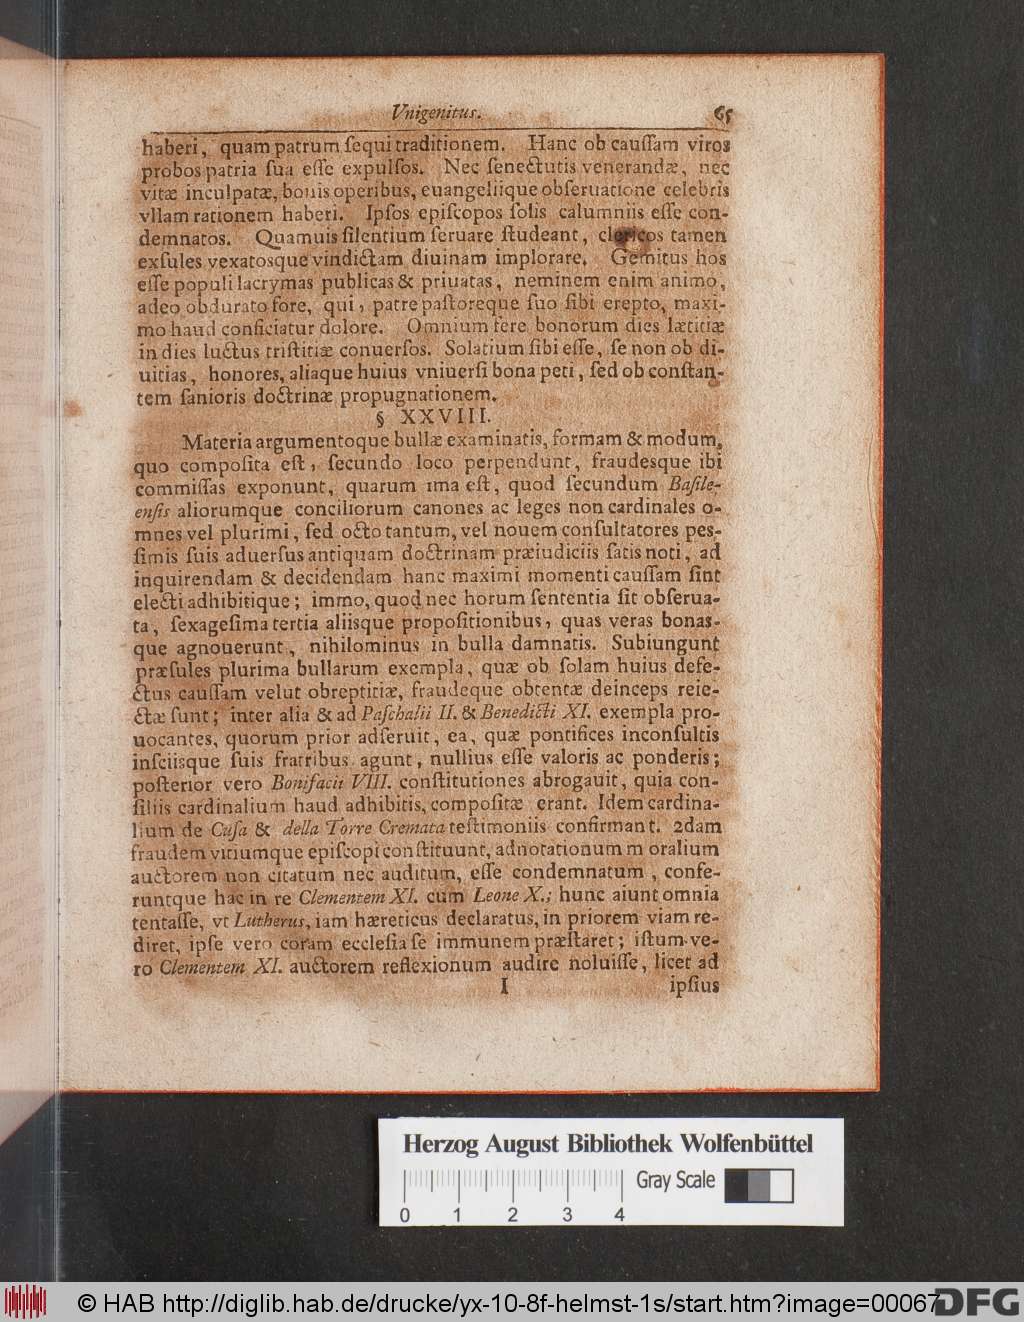 Vnigenitus. 65
haberi, quam patrum ſequi traditionem. Hanc ob cauſſam viros
probos patria ſua eſſe expulſos. Nec ſenectutis venerandæ, nec
vitæ inculpatæ, bonis operibus, euangeliique obſeruatione celebris
vllam rationem haberi. Ipſos epiſcopos ſolis calumniis eſſe con-
demnatos. Quamuis ſilentium ſeruare ſtudeant, clericos tamen
exſules vexatosque vindictam diuinam implorare. Gemitus hos
eſſe populi lacrymas publicas & priuatas, neminem enim animo,
adeo obdurato fore, qui, patre paſtoreque ſuo ſibi erepto, maxi-
mo haud conficiatur dolore. Omnium fere bonorum dies lætitiæ
in dies luctus triſtitiæ conuerſos. Solatium ſibi eſſe, ſe non ob di-
uitias, honores, aliaque huius vniuerſi bona peti, ſed ob conſtan-
tem ſanioris doctrinæ propugnationem.
§ XXVIII.
Materia argumentoque bullæ examinatis, formam & modum,
quo compoſita eſt, ſecundo loco perpendunt, fraudesque ibi
commiſſas exponunt, quarum 1ma eſt, quod ſecundum Baſile-
enſis aliorumque conciliorum canones ac leges non cardinales o-
mnes vel plurimi, ſed octo tantum, vel nouem conſultatores peſ-
ſimis ſuis aduerſus antiquam doctrinam præiudiciis ſatis noti, ad
inquirendam & decidendam hanc maximi momenti cauſſam ſint
electi adhibitique; immo, quod nec horum ſententia ſit obſerua-
ta, ſexageſima tertia aliisque propoſitionibus, quas veras bonas-
que agnouerunt, nihilominus in bulla damnatis. Subiungunt
præſules plurima bullarum exempla, quæ ob ſolam huius defe-
ctus cauſſam velut obreptitiæ, fraudeque obtentæ deinceps reie-
ctæ ſunt; inter alia & ad Paſchalii II. & Benedicti XI. exempla pro-
uocantes, quorum prior adſeruit, ea, quæ pontifices inconſultis
inſciisque ſuis fratribus agunt, nullius eſſe valoris ac ponderis;
poſterior vero Bonifacii VIII. conſtitutiones abrogauit, quia con-
ſiliis cardinalium haud adhibitis, compoſitæ erant. Idem cardina-
lium de Cuſa & della Torre Cremata teſtimoniis confirmant. 2dam
fraudem vitiumque epiſcopi conſtituunt, adnotationum m oralium
auctorem non citatum nec auditum, eſſe condemnatum, confe-
runtque hac in re Clementem XI. cum Leone X.; hunc aiunt omnia
tentaſſe, vt Lutherus, iam hæreticus declaratus, in priorem viam re-
diret, ipſe vero coram eccleſia ſe immunem præſtaret; iſtum ve-
ro Clementem XI. auctorem reflexionum audire noluiſſe, licet ad
I ipſius
Herzog August Bibliothek Wolfenbüttel
Gray Scale
0 1 2 3 4
© HAB http://diglib.hab.de/drucke/yx-10-8f-helmst-1s/start.htm?image=00067
DFG